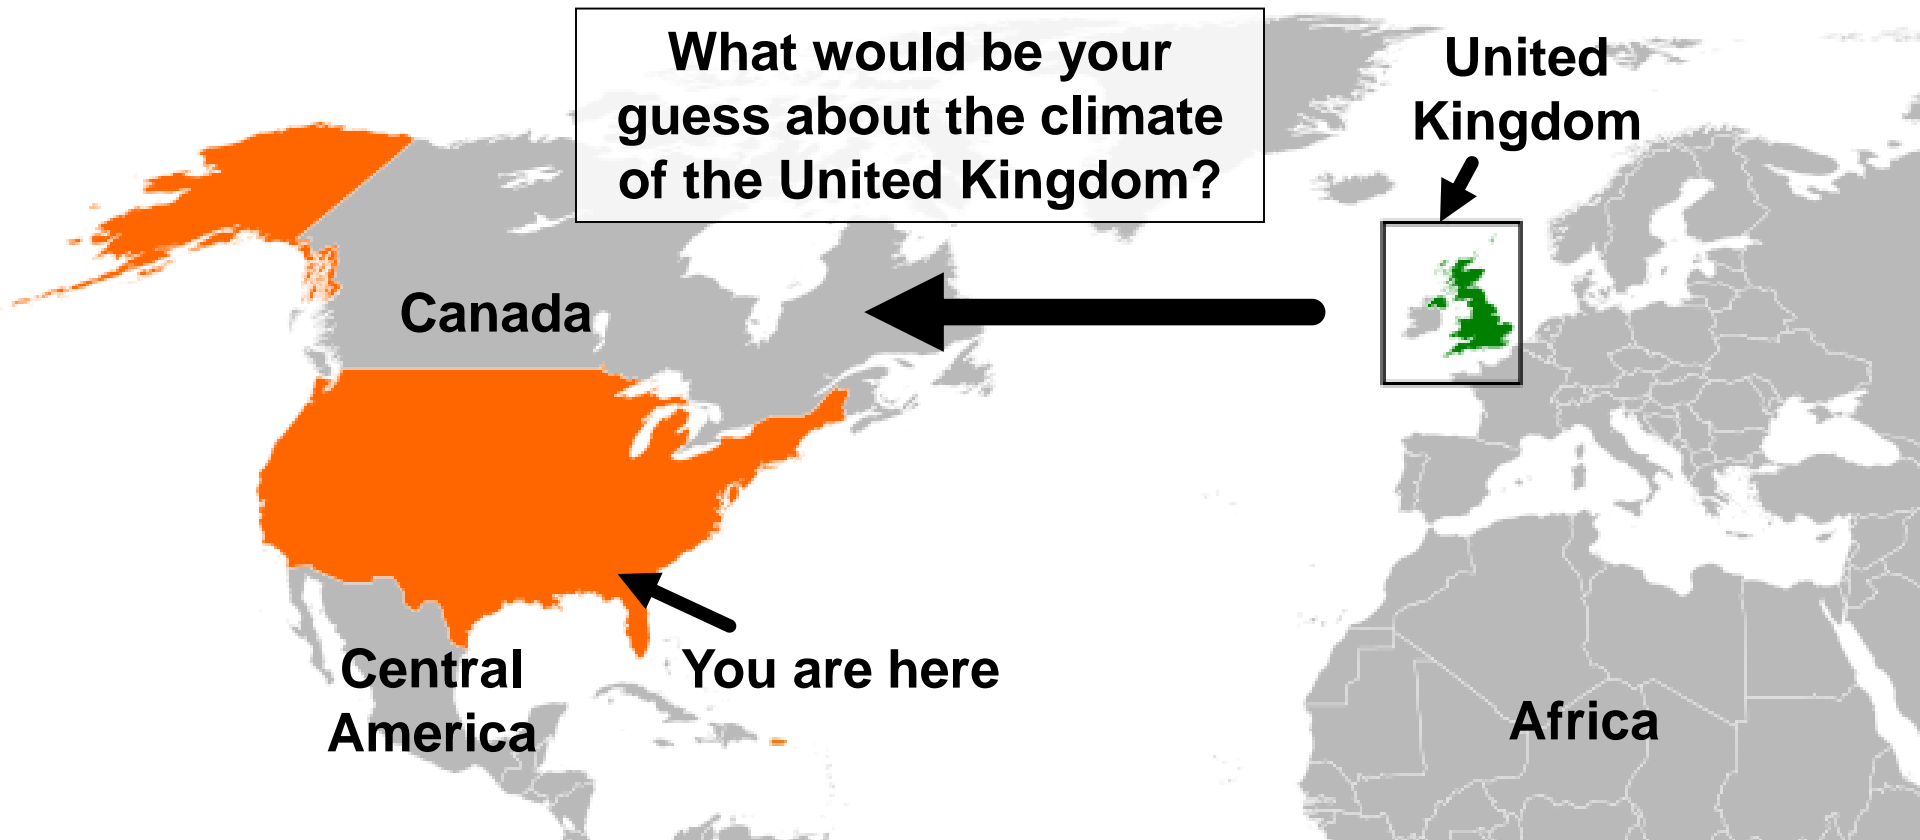 What would be your
guess about the climate
of the United Kingdom?
United
Kingdom
Canada
Central
America
You are here
Africa